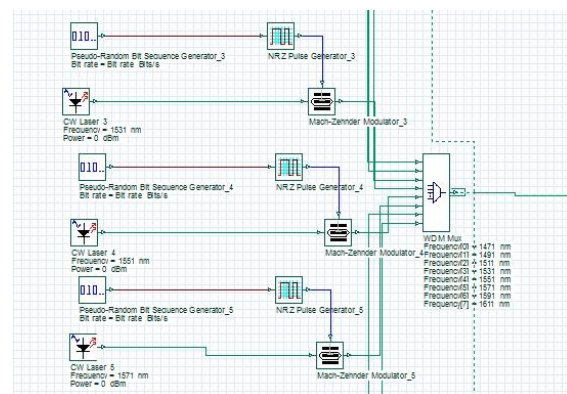 010..
Pseudo-Random Bit Sequence Generator_3
Bit rate = Bit rate Bits/s
NRZ Pulse Generator_3
CW Laser 3
Frequency = 1531 nm
Power = 0 dBm
Mach-Zehnder Modulator_3
010..
Pseudo-Random Bit Sequence Generator_4
Bit rate = Bit rate Bits/s
NRZ Pulse Generator_4
CW Laser 4
Frequency = 1551 nm
Power = 0 dBm
Mach-Zehnder Modulator_4
WDM Mux
Frequency[0] = 1471 nm
Frequency[1] = 1491 nm
Frequency[2] = 1511 nm
Frequency[3] = 1531 nm
Frequency[4] = 1551 nm
Frequency[5] = 1571 nm
Frequency[6] = 1591 nm
Frequency[7] = 1611 nm
010..
Pseudo-Random Bit Sequence Generator_5
Bit rate = Bit rate Bits/s
NRZ Pulse Generator_5
CW Laser 5
Frequency = 1571 nm
Power = 0 dBm
Mach-Zehnder Modulator_5